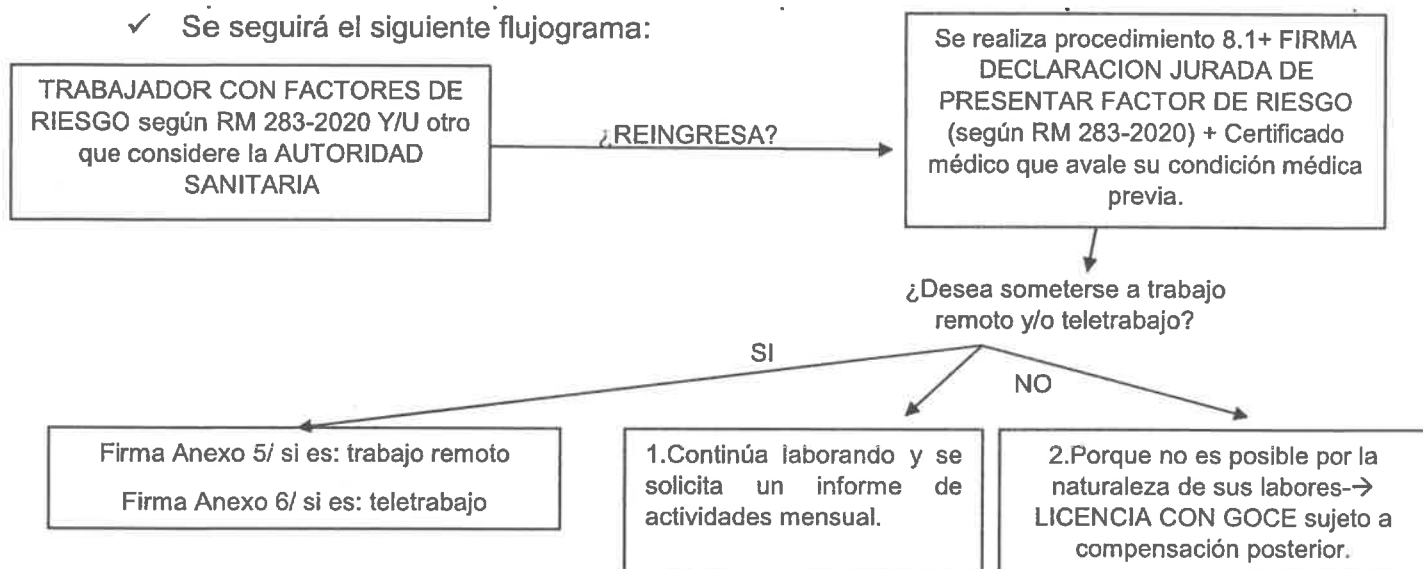 ✓ Se seguirá el siguiente flujograma:
TRABAJADOR CON FACTORES DE
RIESGO según RM 283-2020 Y/U otro
que considere la AUTORIDAD
SANITARIA
¿REINGRESA?
Se realiza procedimiento 8.1+ FIRMA
DECLARACION JURADA DE
PRESENTAR FACTOR DE RIESGO
(según RM 283-2020) + Certificado
médico que avale su condición médica
previa.
¿Desea someterse a trabajo
remoto y/o teletrabajo?
SI
NO
Firma Anexo 5/ si es: trabajo remoto
Firma Anexo 6/ si es: teletrabajo
1.Continúa laborando y se
solicita un informe de
actividades mensual.
2.Porque no es posible por la
naturaleza de sus labores-→
LICENCIA CON GOCE sujeto a
compensación posterior.